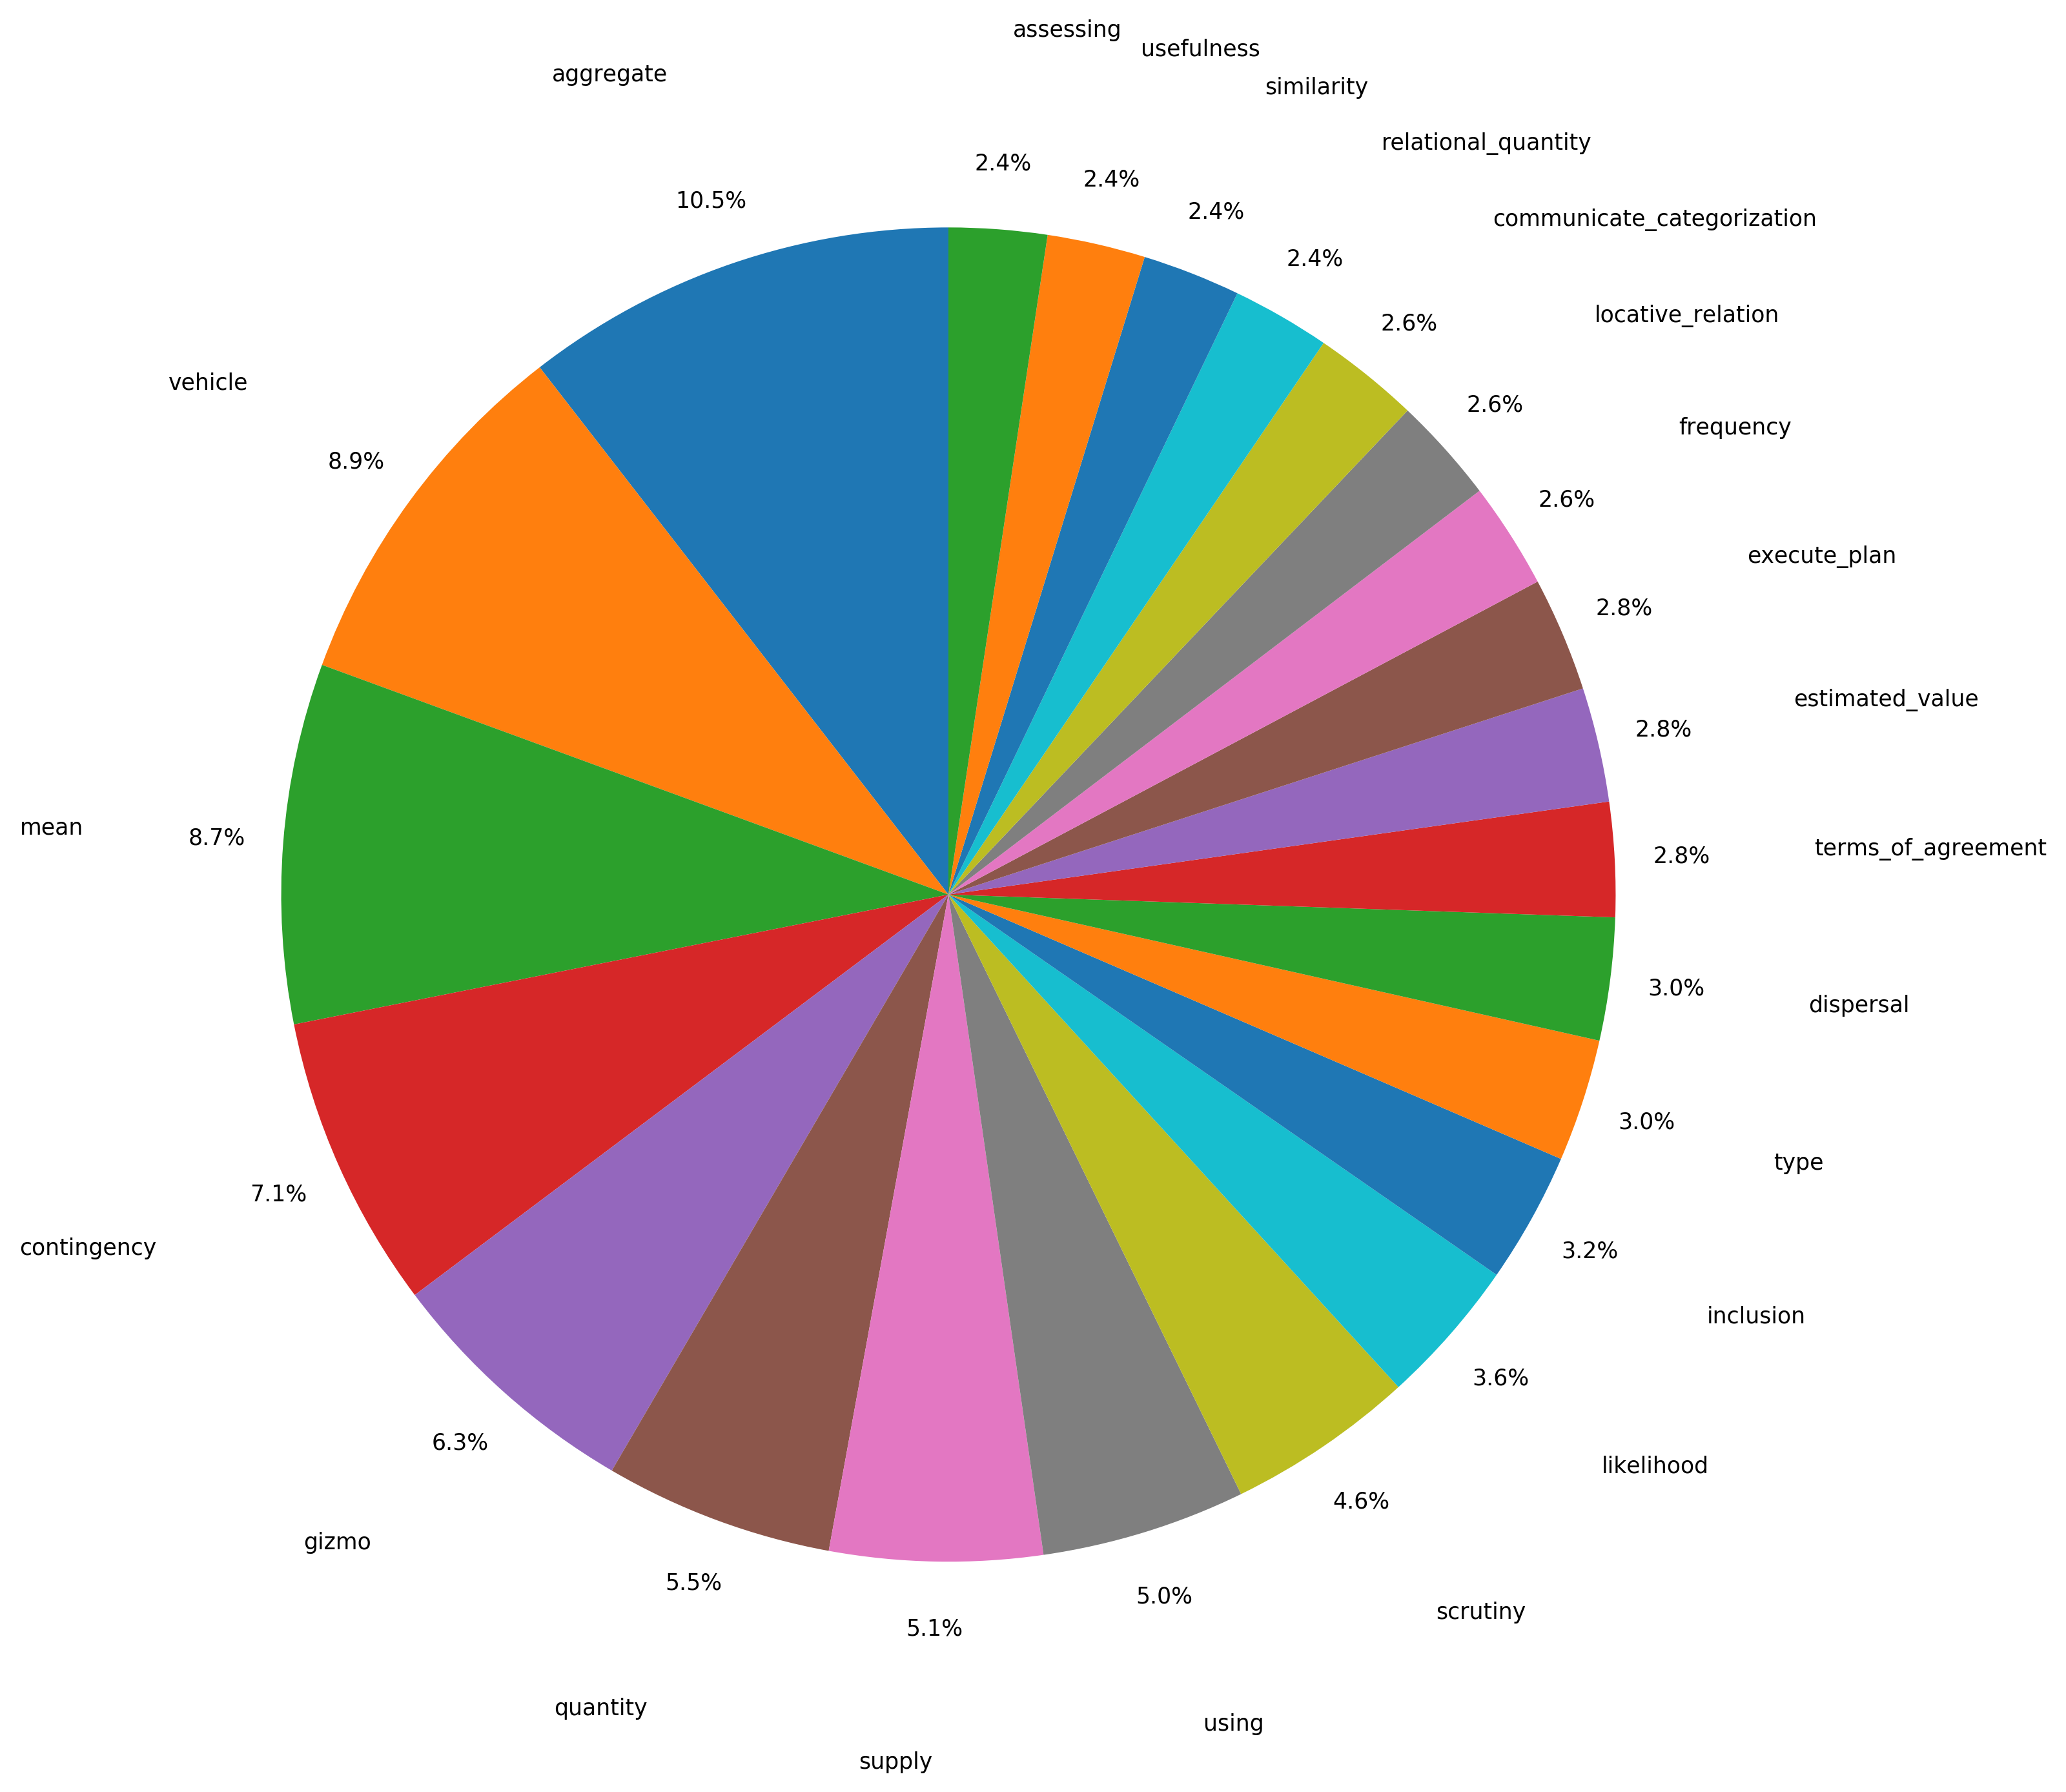 assessing
usefulness
aggregate
similarity
relational_quantity
2.4%
2.4%
10.5%
2.4%
communicate_categorization
2.4%
locative_relation
2.6%
vehicle
2.6%
frequency
8.9%
2.6%
execute_plan
2.8%
estimated_value
2.8%
mean
8.7%
terms_of_agreement
2.8%
3.0%
dispersal
3.0%
type
7.1%
contingency
3.2%
inclusion
3.6%
6.3%
likelihood
4.6%
gizmo
5.5%
5.0%
scrutiny
5.1%
quantity
using
supply